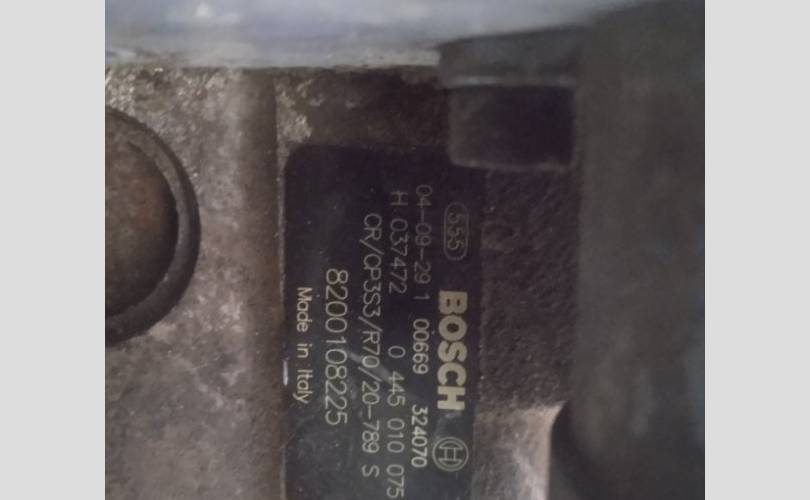 555 BOSCH
04-09-29 1 00669 324070
H 037472 0 445 010 075
CR/CP3S3/R70/20-789 S
8200108225
Made in Italy